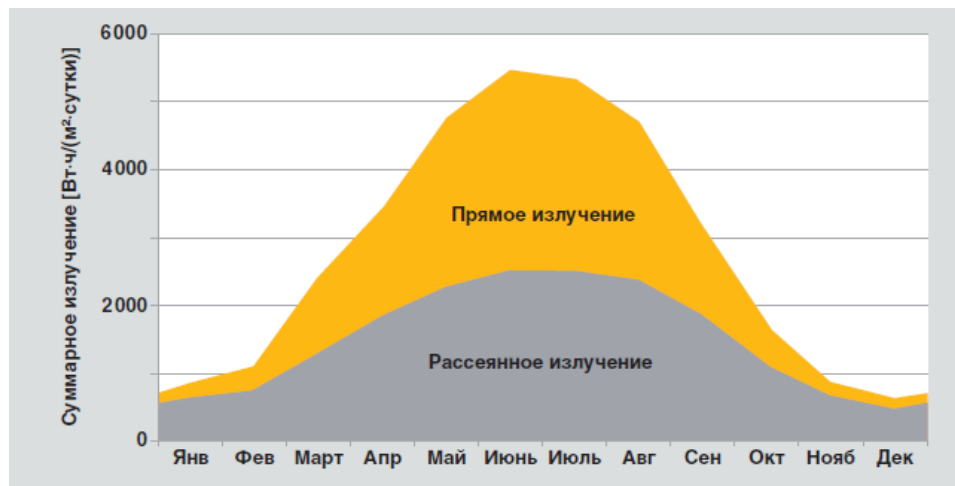 Суммарное излучение [Вт·ч/(м²·сутки)]
6000
4000
2000
0
Прямое излучение
Рассеянное излучение
Янв Фев Март Апр Май Июнь Июль Авг Сен Окт Нояб Дек